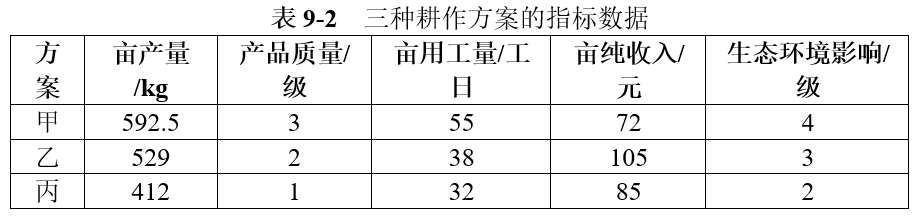 表 9-2 三种耕作方案的指标数据
方案 亩产量/kg 产品质量/级 亩用工量/工日 亩纯收入/元 生态环境影响/级
甲 592.5 3 55 72 4
乙 529 2 38 105 3
丙 412 1 32 85 2